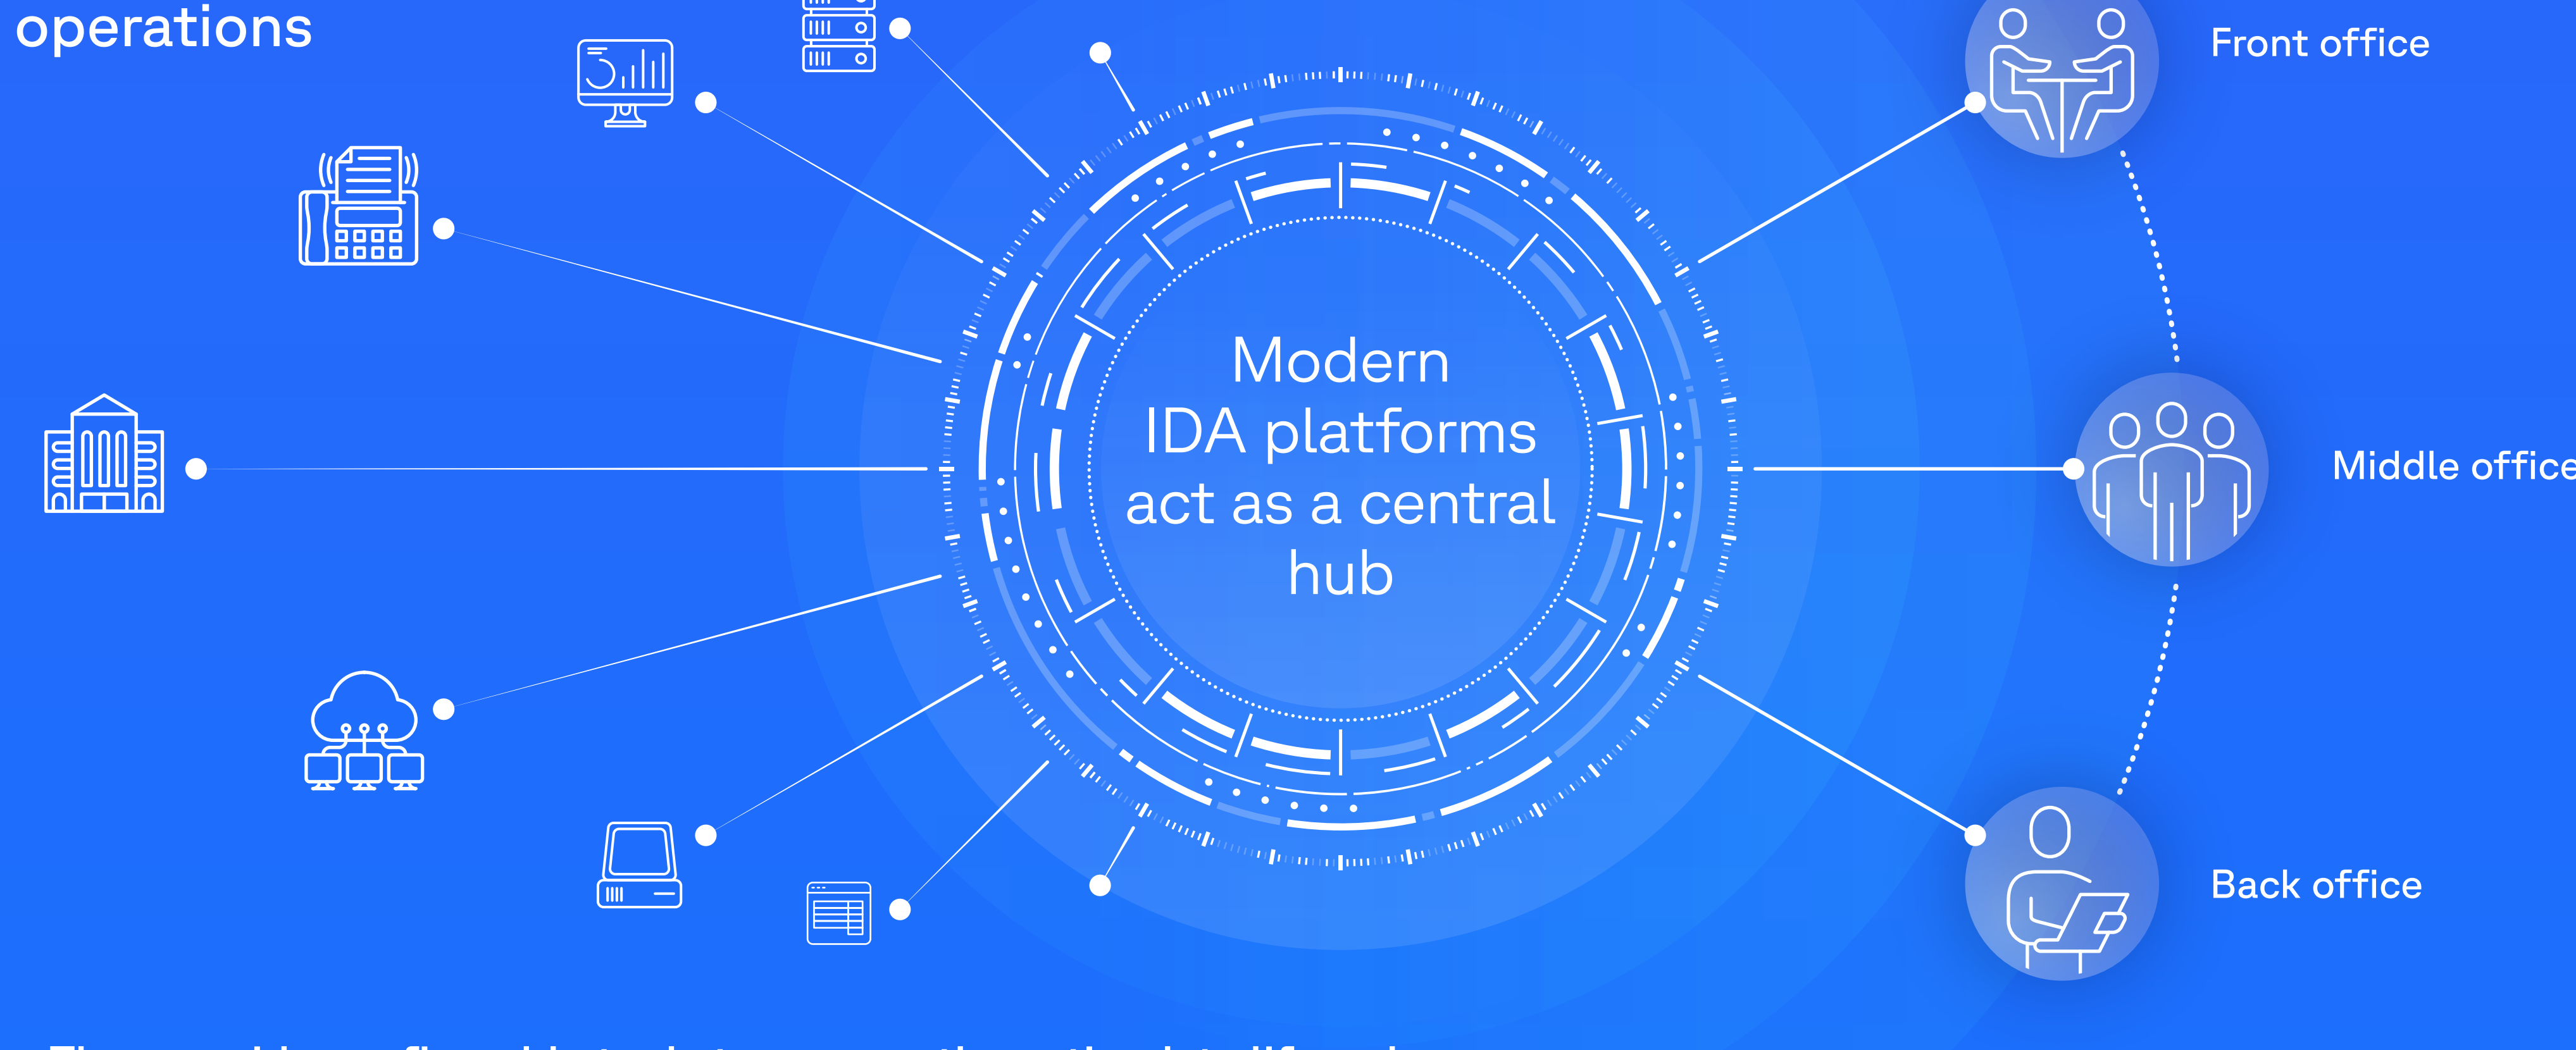 operations
Front office
Modern
IDA platforms
act as a central
hub
Middle office
Back office